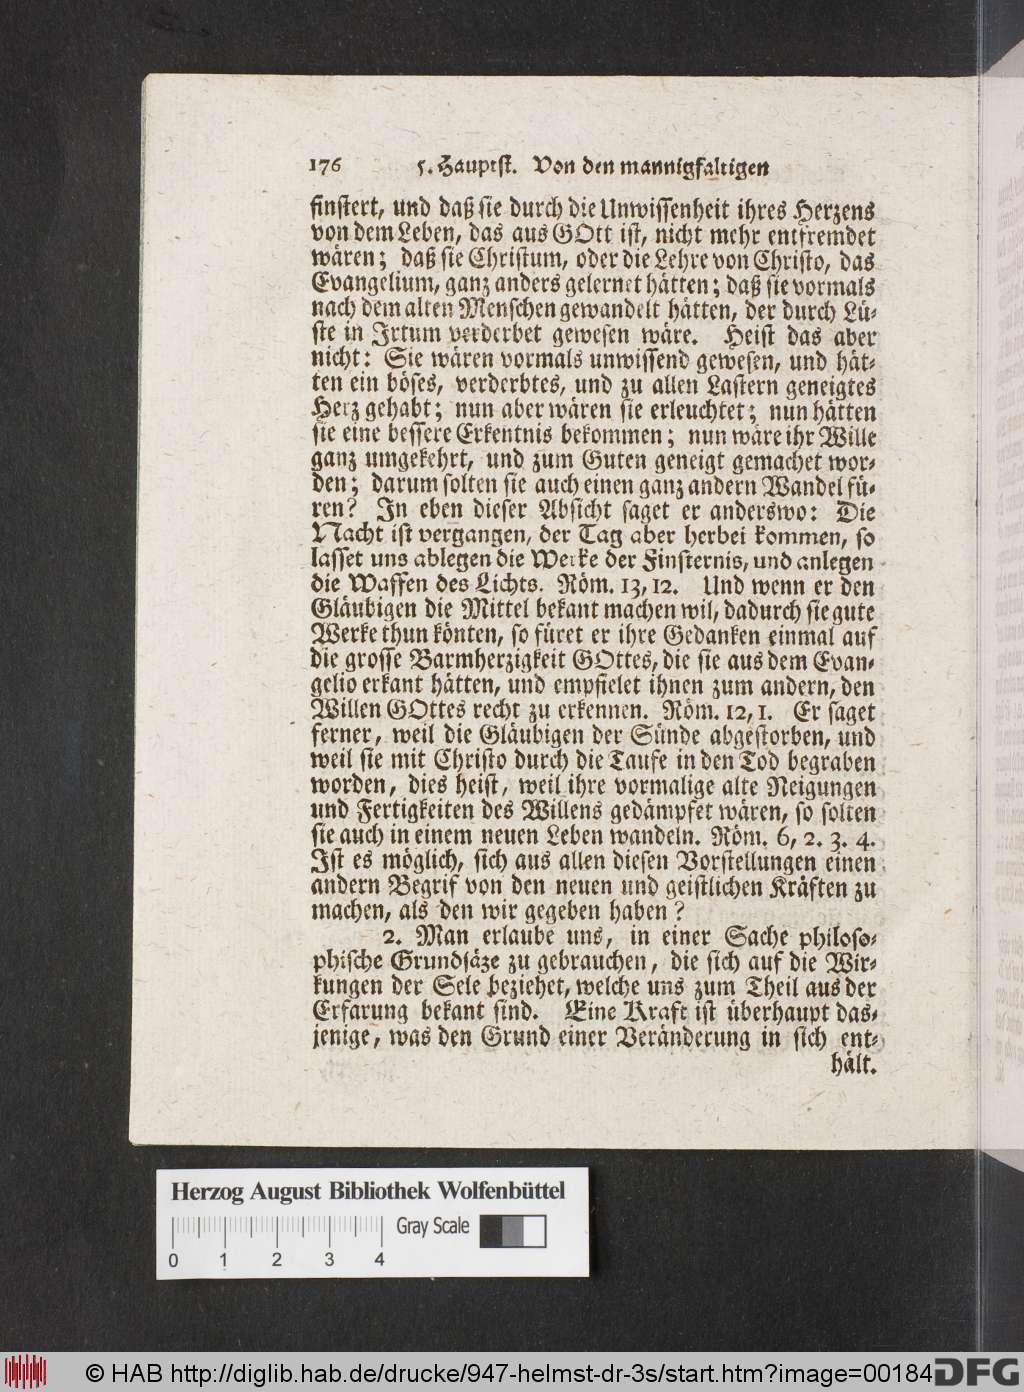 176 5. Hauptst. Von den mannigfaltigen
finstert, und daß sie durch die Unwissenheit ihres Herzens
von dem Leben, das aus GOtt ist, nicht mehr entfremdet
wären; daß sie Christum, oder die Lehre von Christo, das
Evangelium, ganz anders gelernet hätten; daß sie vormals
nach dem alten Menschen gewandelt hätten, der durch Lü-
ste in Irtum verderbet gewesen wäre. Heist das aber
nicht: Sie wären vormals unwissend gewesen, und hät-
ten ein böses, verderbtes, und zu allen Lastern geneigtes
Herz gehabt; nun aber wären sie erleuchtet; nun hätten
sie eine bessere Erkentnis bekommen; nun wäre ihr Wille
ganz umgekehrt, und zum Guten geneigt gemachet wor-
den; darum solten sie auch einen ganz andern Wandel fü-
ren? In eben dieser Absicht saget er anderswo: Die
Nacht ist vergangen, der Tag aber herbei kommen, so
lasset uns ablegen die Werke der Finsternis, und anlegen
die Waffen des Lichts. Röm. 13, 12. Und wenn er den
Gläubigen die Mittel bekant machen wil, dadurch sie gute
Werke thun könten, so füret er ihre Gedanken einmal auf
die grosse Barmherzigkeit GOttes, die sie aus dem Evan-
gelio erkant hätten, und empfielet ihnen zum andern, den
Willen GOttes recht zu erkennen. Röm. 12, 1. Er saget
ferner, weil die Gläubigen der Sünde abgestorben, und
weil sie mit Christo durch die Taufe in den Tod begraben
worden, dies heist, weil ihre vormalige alte Neigungen
und Fertigkeiten des Willens gedämpfet wären, so solten
sie auch in einem neuen Leben wandeln. Röm. 6, 2. 3. 4.
Ist es möglich, sich aus allen diesen Vorstellungen einen
andern Begrif von den neuen und geistlichen Kräften zu
machen, als den wir gegeben haben?
2. Man erlaube uns, in einer Sache philoso-
phische Grundsäze zu gebrauchen, die sich auf die Wir-
kungen der Sele beziehet, welche uns zum Theil aus der
Erfarung bekant sind. Eine Kraft ist überhaupt das-
jenige, was den Grund einer Veränderung in sich ent-
hält.
Herzog August Bibliothek Wolfenbüttel
Gray Scale
0 1 2 3 4
© HAB http://diglib.hab.de/drucke/947-helmst-dr-3s/start.htm?image=00184
DFG